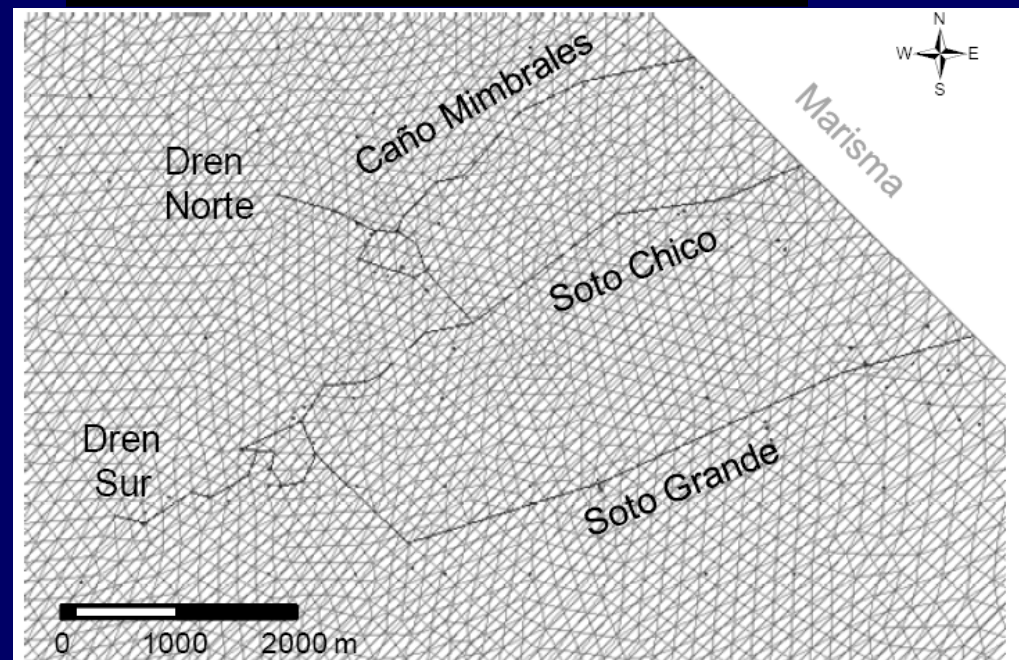 N
W E
S
Caño Mimbrales
Marisma
Dren
Norte
Soto Chico
Dren
Sur
Soto Grande
0 1000 2000 m